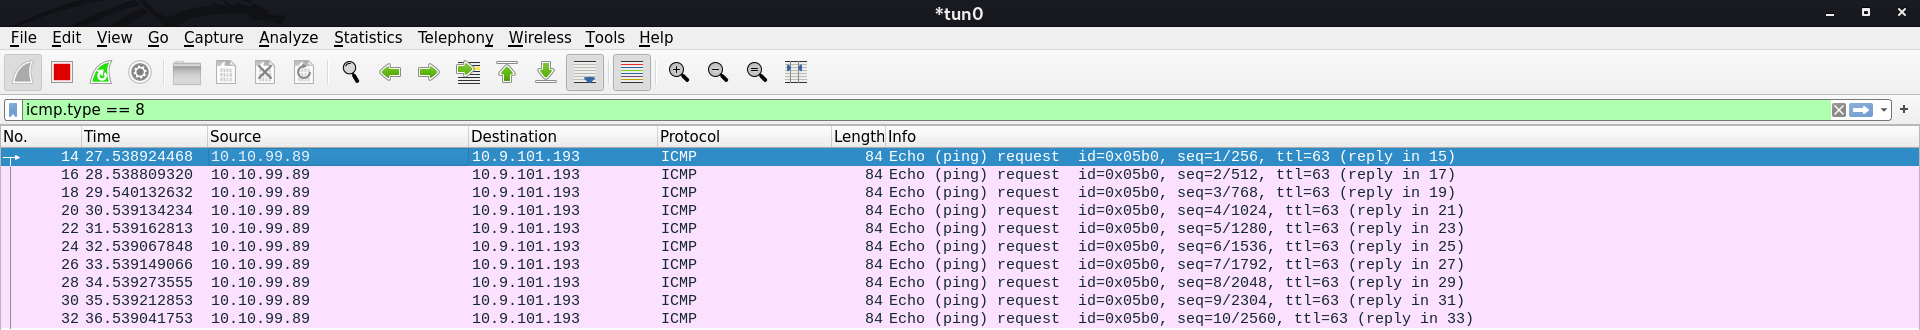 *tun0
File Edit View Go Capture Analyze Statistics Telephony Wireless Tools Help
icmp.type == 8
No. Time Source Destination Protocol Length Info
14 27.538924468 10.10.99.89 10.9.101.193 ICMP 84 Echo (ping) request id=0x05b0, seq=1/256, ttl=63 (reply in 15)
16 28.538809320 10.10.99.89 10.9.101.193 ICMP 84 Echo (ping) request id=0x05b0, seq=2/512, ttl=63 (reply in 17)
18 29.540132632 10.10.99.89 10.9.101.193 ICMP 84 Echo (ping) request id=0x05b0, seq=3/768, ttl=63 (reply in 19)
20 30.539134234 10.10.99.89 10.9.101.193 ICMP 84 Echo (ping) request id=0x05b0, seq=4/1024, ttl=63 (reply in 21)
22 31.539162813 10.10.99.89 10.9.101.193 ICMP 84 Echo (ping) request id=0x05b0, seq=5/1280, ttl=63 (reply in 23)
24 32.539067848 10.10.99.89 10.9.101.193 ICMP 84 Echo (ping) request id=0x05b0, seq=6/1536, ttl=63 (reply in 25)
26 33.539149066 10.10.99.89 10.9.101.193 ICMP 84 Echo (ping) request id=0x05b0, seq=7/1792, ttl=63 (reply in 27)
28 34.539273555 10.10.99.89 10.9.101.193 ICMP 84 Echo (ping) request id=0x05b0, seq=8/2048, ttl=63 (reply in 29)
30 35.539212853 10.10.99.89 10.9.101.193 ICMP 84 Echo (ping) request id=0x05b0, seq=9/2304, ttl=63 (reply in 31)
32 36.539041753 10.10.99.89 10.9.101.193 ICMP 84 Echo (ping) request id=0x05b0, seq=10/2560, ttl=63 (reply in 33)